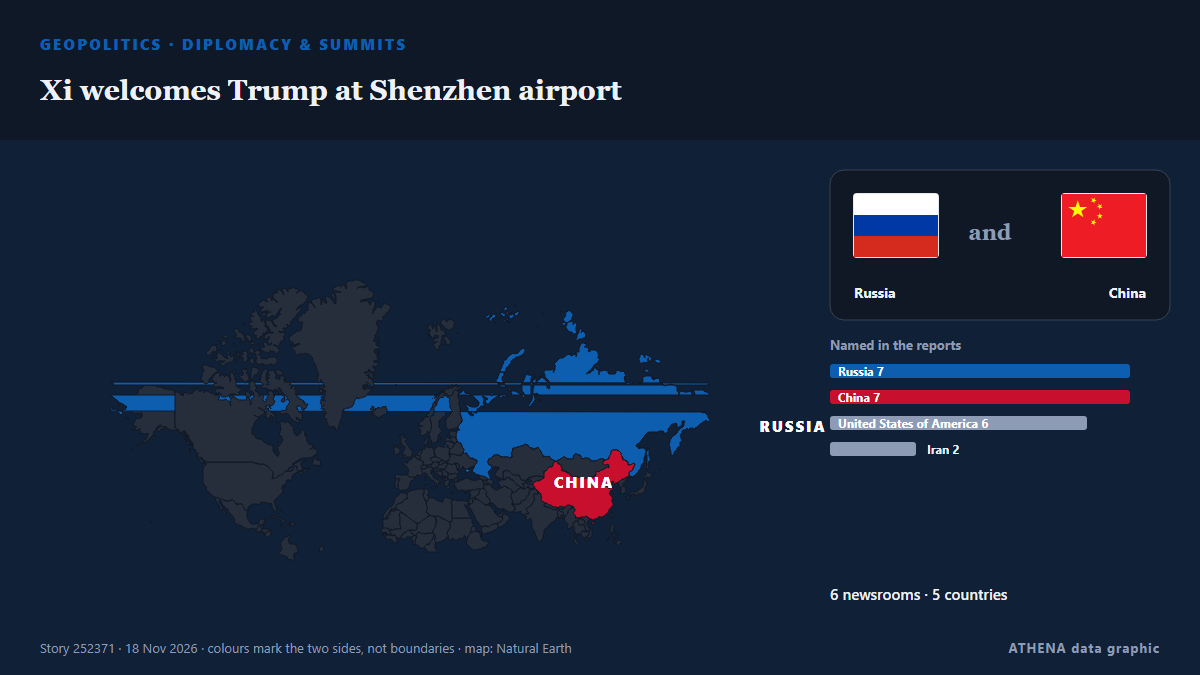 GEOPOLITICS · DIPLOMACY & SUMMITS
Xi welcomes Trump at Shenzhen airport
and
Russia
China
Named in the reports
Russia 7
China 7
United States of America 6
Iran 2
RUSSIA
CHINA
6 newsrooms · 5 countries
Story 252371 · 18 Nov 2026 · colours mark the two sides, not boundaries · map: Natural Earth
ATHENA data graphic